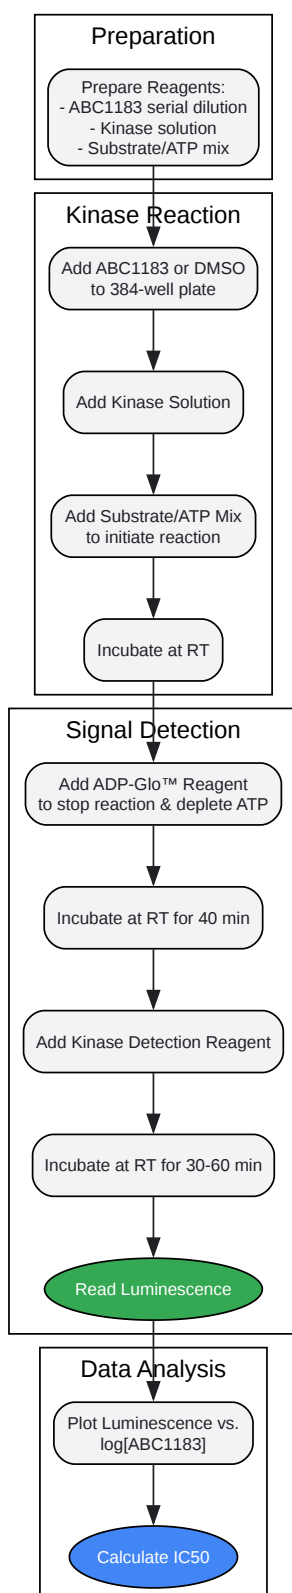 Preparation
Prepare Reagents:
- ABC1183 serial dilution
- Kinase solution
- Substrate/ATP mix
Kinase Reaction
Add ABC1183 or DMSO
to 384-well plate
Add Kinase Solution
Add Substrate/ATP Mix
to initiate reaction
Incubate at RT
Signal Detection
Add ADP-Glo™ Reagent
to stop reaction & deplete ATP
Incubate at RT for 40 min
Add Kinase Detection Reagent
Incubate at RT for 30-60 min
Read Luminescence
Data Analysis
Plot Luminescence vs.
log[ABC1183]
Calculate IC50